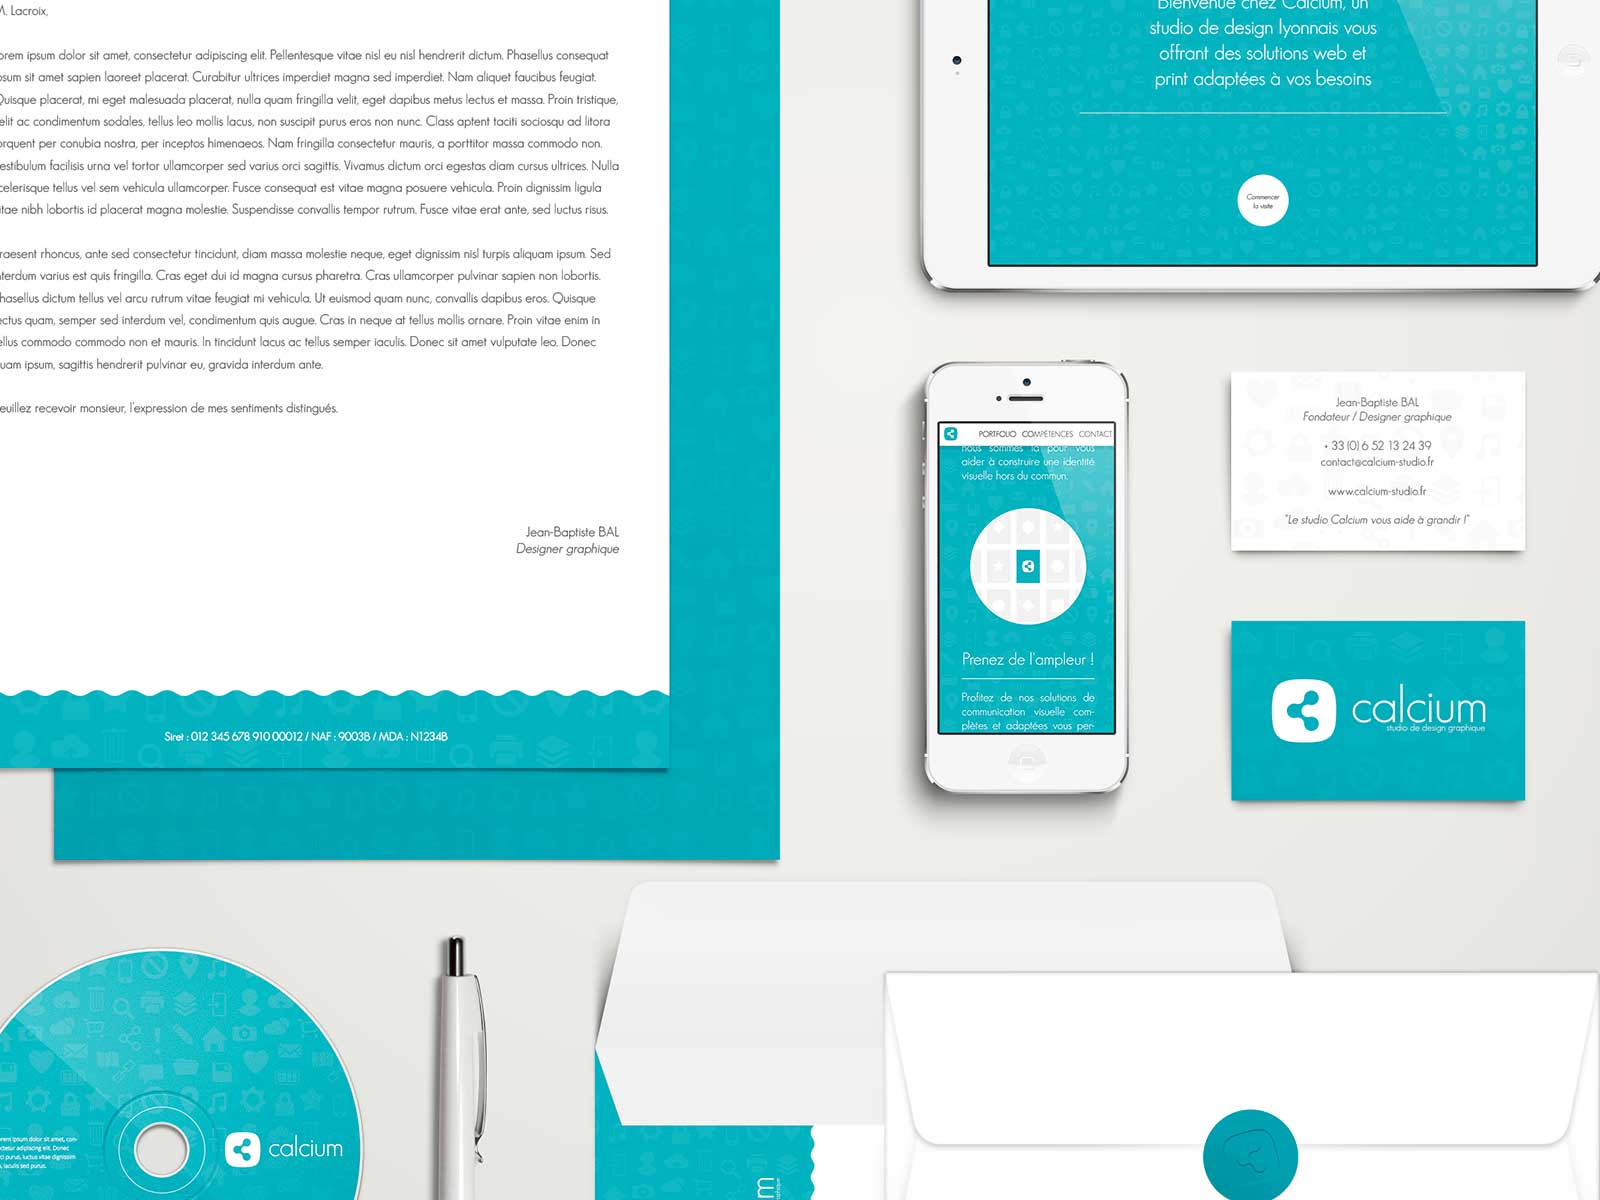 M. Lacroix,
orem ipsum dolor sit amet, consectetur adipiscing elit. Pellentesque vitae nisl eu nisl hendrerit dictum. Phasellus consequat
psum sit amet sapien laoreet placerat. Curabitur ultrices imperdiet magna sed imperdiet. Nam aliquet faucibus feugiat.
Quisque placerat, mi eget malesuada placerat, nulla quam fringilla velit, eget dapibus metus lectus et massa. Proin tristique,
elit ac condimentum sodales, tellus leo mollis lacus, non suscipit purus eros non nunc. Class aptent taciti sociosqu ad litora
orquent per conubia nostra, per inceptos himenaeos. Nam fringilla consectetur mauris, a porttitor massa commodo non.
estibulum facilisis urna vel tortor ullamcorper sed varius orci sagittis. Vivamus dictum orci egestas diam cursus ultrices. Nulla
celerisque tellus vel sem vehicula ullamcorper. Fusce consequat est vitae magna posuere vehicula. Proin dignissim ligula
itae nibh lobortis id placerat magna molestie. Suspendisse convallis tempor rutrum. Fusce vitae erat ante, sed luctus risus.
raesent rhoncus, ante sed consectetur tincidunt, diam massa molestie neque, eget dignissim nisl turpis aliquam ipsum. Sed
nterdum varius est quis fringilla. Cras eget dui id magna cursus pharetra. Cras ullamcorper pulvinar sapien non lobortis.
hasellus dictum tellus vel arcu rutrum vitae feugiat mi vehicula. Ut euismod quam nunc, convallis dapibus eros. Quisque
ectus quam, semper sed interdum vel, condimentum quis augue. Cras in neque at tellus mollis ornare. Proin vitae enim in
ellus commodo commodo non et mauris. In tincidunt lacus ac tellus semper iaculis. Donec sit amet vulputate leo. Donec
quam ipsum, sagittis hendrerit pulvinar eu, gravida interdum ante.
euillez recevoir monsieur, l'expression de mes sentiments distingués.
Jean-Baptiste BAL
Designer graphique
Siret : 012 345 678 910 00012 / NAF : 9003B / MDA : N1234B
Bienvenue chez Calcium, un
studio de design lyonnais vous
offrant des solutions web et
print adaptées à vos besoins
Commencer
la visite
PORTFOLIO COMPÉTENCES CONTACT
nous sommes là pour vous
aider à construire une identité
visuelle hors du commun.
Prenez de l'ampleur !
Profitez de nos solutions de
communication visuelle com-
plètes et adaptées vous per-
Jean-Baptiste BAL
Fondateur / Designer graphique
+ 33 (0) 6 52 13 24 39
contact@calcium-studio.fr
www.calcium-studio.fr
"Le studio Calcium vous aide à grandir !"
calcium
studio de design graphique
orem ipsum dolor sit amet, con-
ectetur adipiscing elit. Donec
ci purus, luctus vitae dignissim
, iaculis sed purus.
calcium
m
graphique